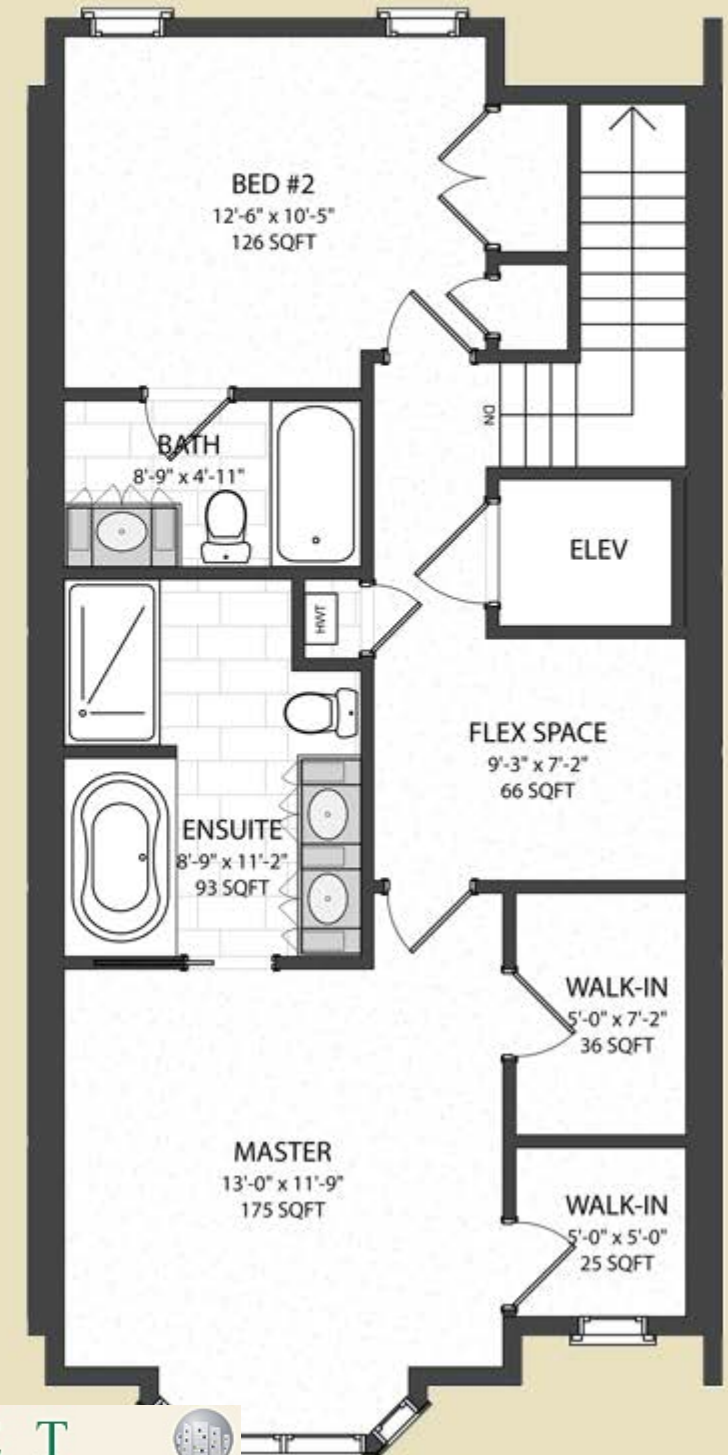 BED #2
12'-6" x 10'-5"
126 SQFT
DN
BATH
8'-9" x 4'-11"
ELEV
HWT
FLEX SPACE
9'-3" x 7'-2"
66 SQFT
ENSUITE
8'-9" x 11'-2"
93 SQFT
WALK-IN
5'-0" x 7'-2"
36 SQFT
MASTER
13'-0" x 11'-9"
175 SQFT
WALK-IN
5'-0" x 5'-0"
25 SQFT